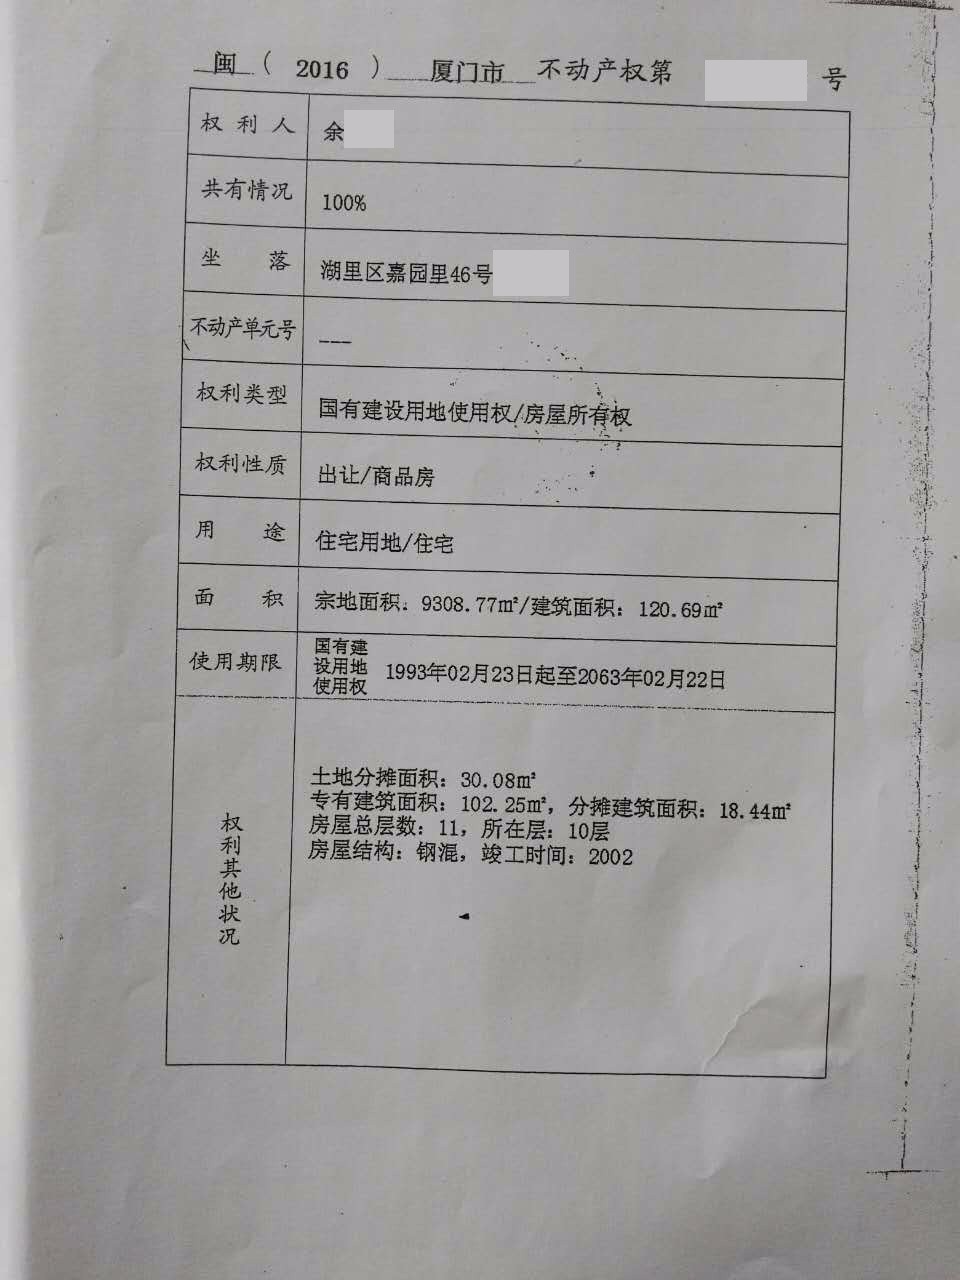 闽（2016）厦门市 不动产权第 号
权利人 余
共有情况 100%
坐落 湖里区嘉园里46号
不动产单元号 ---
权利类型 国有建设用地使用权/房屋所有权
权利性质 出让/商品房
用途 住宅用地/住宅
面积 宗地面积：9308.77㎡/建筑面积：120.69㎡
使用期限 国有建设用地使用权 1993年02月23日起至2063年02月22日
权利其他状况
土地分摊面积：30.08㎡
专有建筑面积：102.25㎡，分摊建筑面积：18.44㎡
房屋总层数：11，所在层：10层
房屋结构：钢混，竣工时间：2002